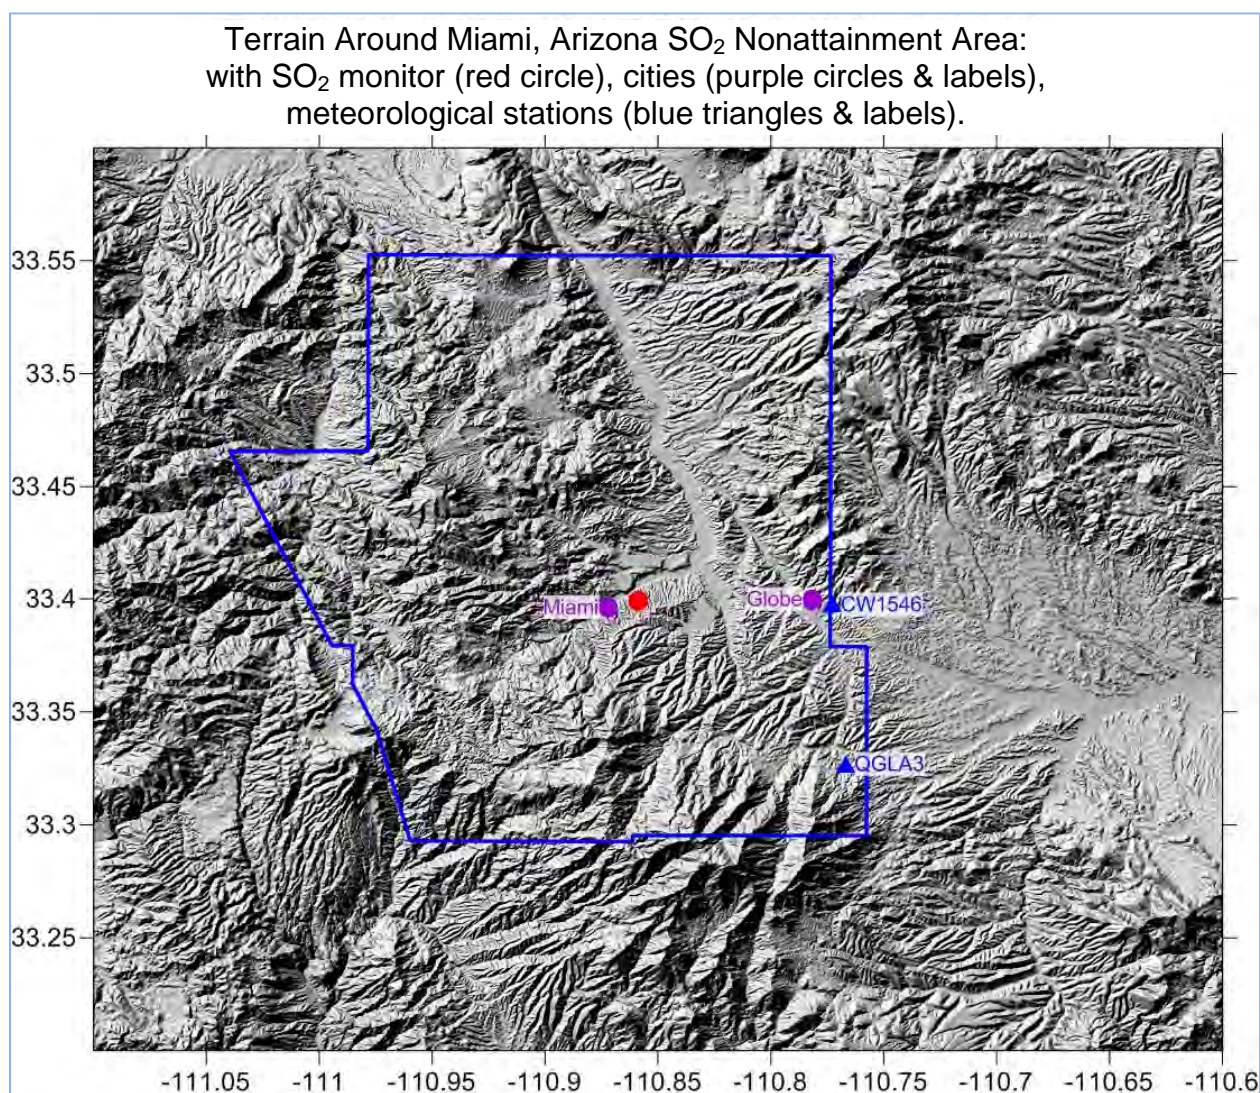 Terrain Around Miami, Arizona SO₂ Nonattainment Area:
with SO₂ monitor (red circle), cities (purple circles & labels),
meteorological stations (blue triangles & labels).
33.55
33.5
33.45
33.4
33.35
33.3
33.25
Miami
Globe
CW1546
QGLA3
-111.05 -111 -110.95 -110.9 -110.85 -110.8 -110.75 -110.7 -110.65 -110.6